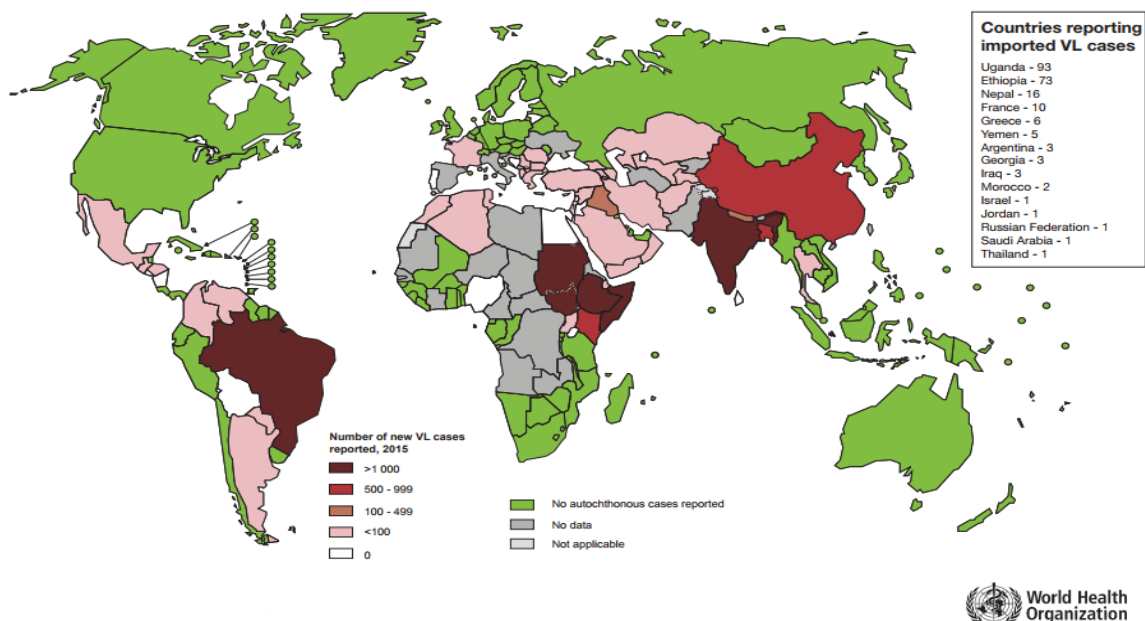 Countries reporting
imported VL cases
Uganda - 93
Ethiopia - 73
Nepal - 16
France - 10
Greece - 6
Yemen - 5
Argentina - 3
Georgia - 3
Iraq - 3
Morocco - 2
Israel - 1
Jordan - 1
Russian Federation - 1
Saudi Arabia - 1
Thailand - 1
Number of new VL cases
reported, 2015
>1 000
500 - 999
100 - 499
<100
0
No autochthonous cases reported
No data
Not applicable
World Health
Organization